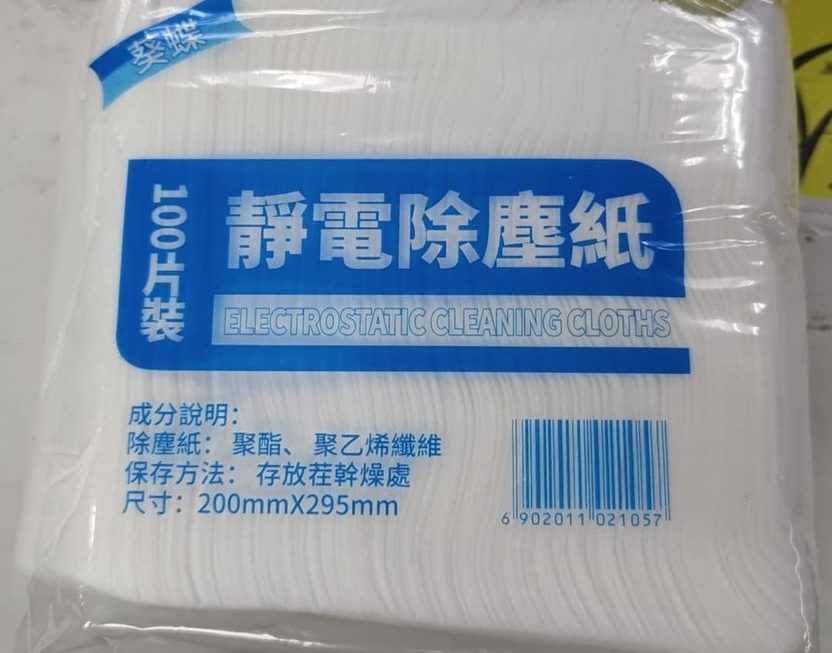 葵蝶
100片裝
靜電除塵紙
ELECTROSTATIC CLEANING CLOTHS
成分說明：
除塵紙：聚酯、聚乙烯纖維
保存方法：存放茬幹燥處
尺寸：200mmX295mm
6 902011 021057